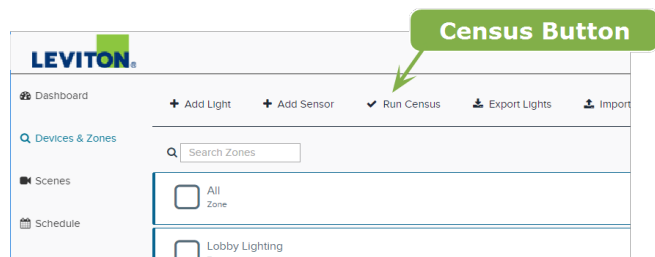 Census Button
LEVITON®
Dashboard
Add Light Add Sensor Run Census Export Lights Import
Devices & Zones
Search Zones
Scenes
All
Zone
Schedule
Lobby Lighting